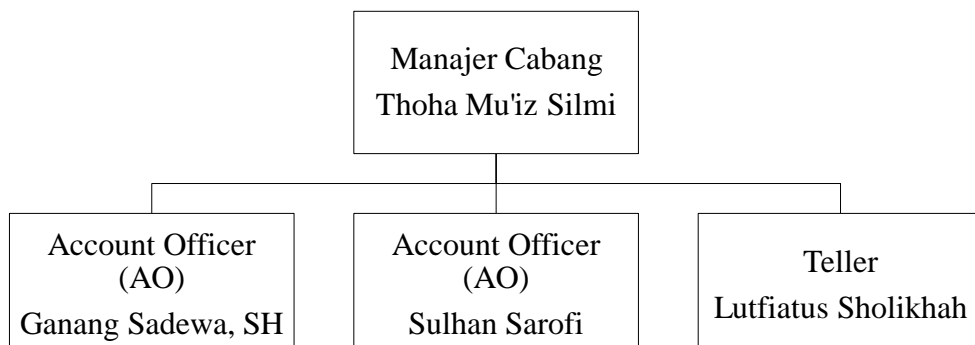 Manajer Cabang
Thoha Mu'iz Silmi
Account Officer
(AO)
Ganang Sadewa, SH
Account Officer
(AO)
Sulhan Sarofi
Teller
Lutfiatus Sholikhah